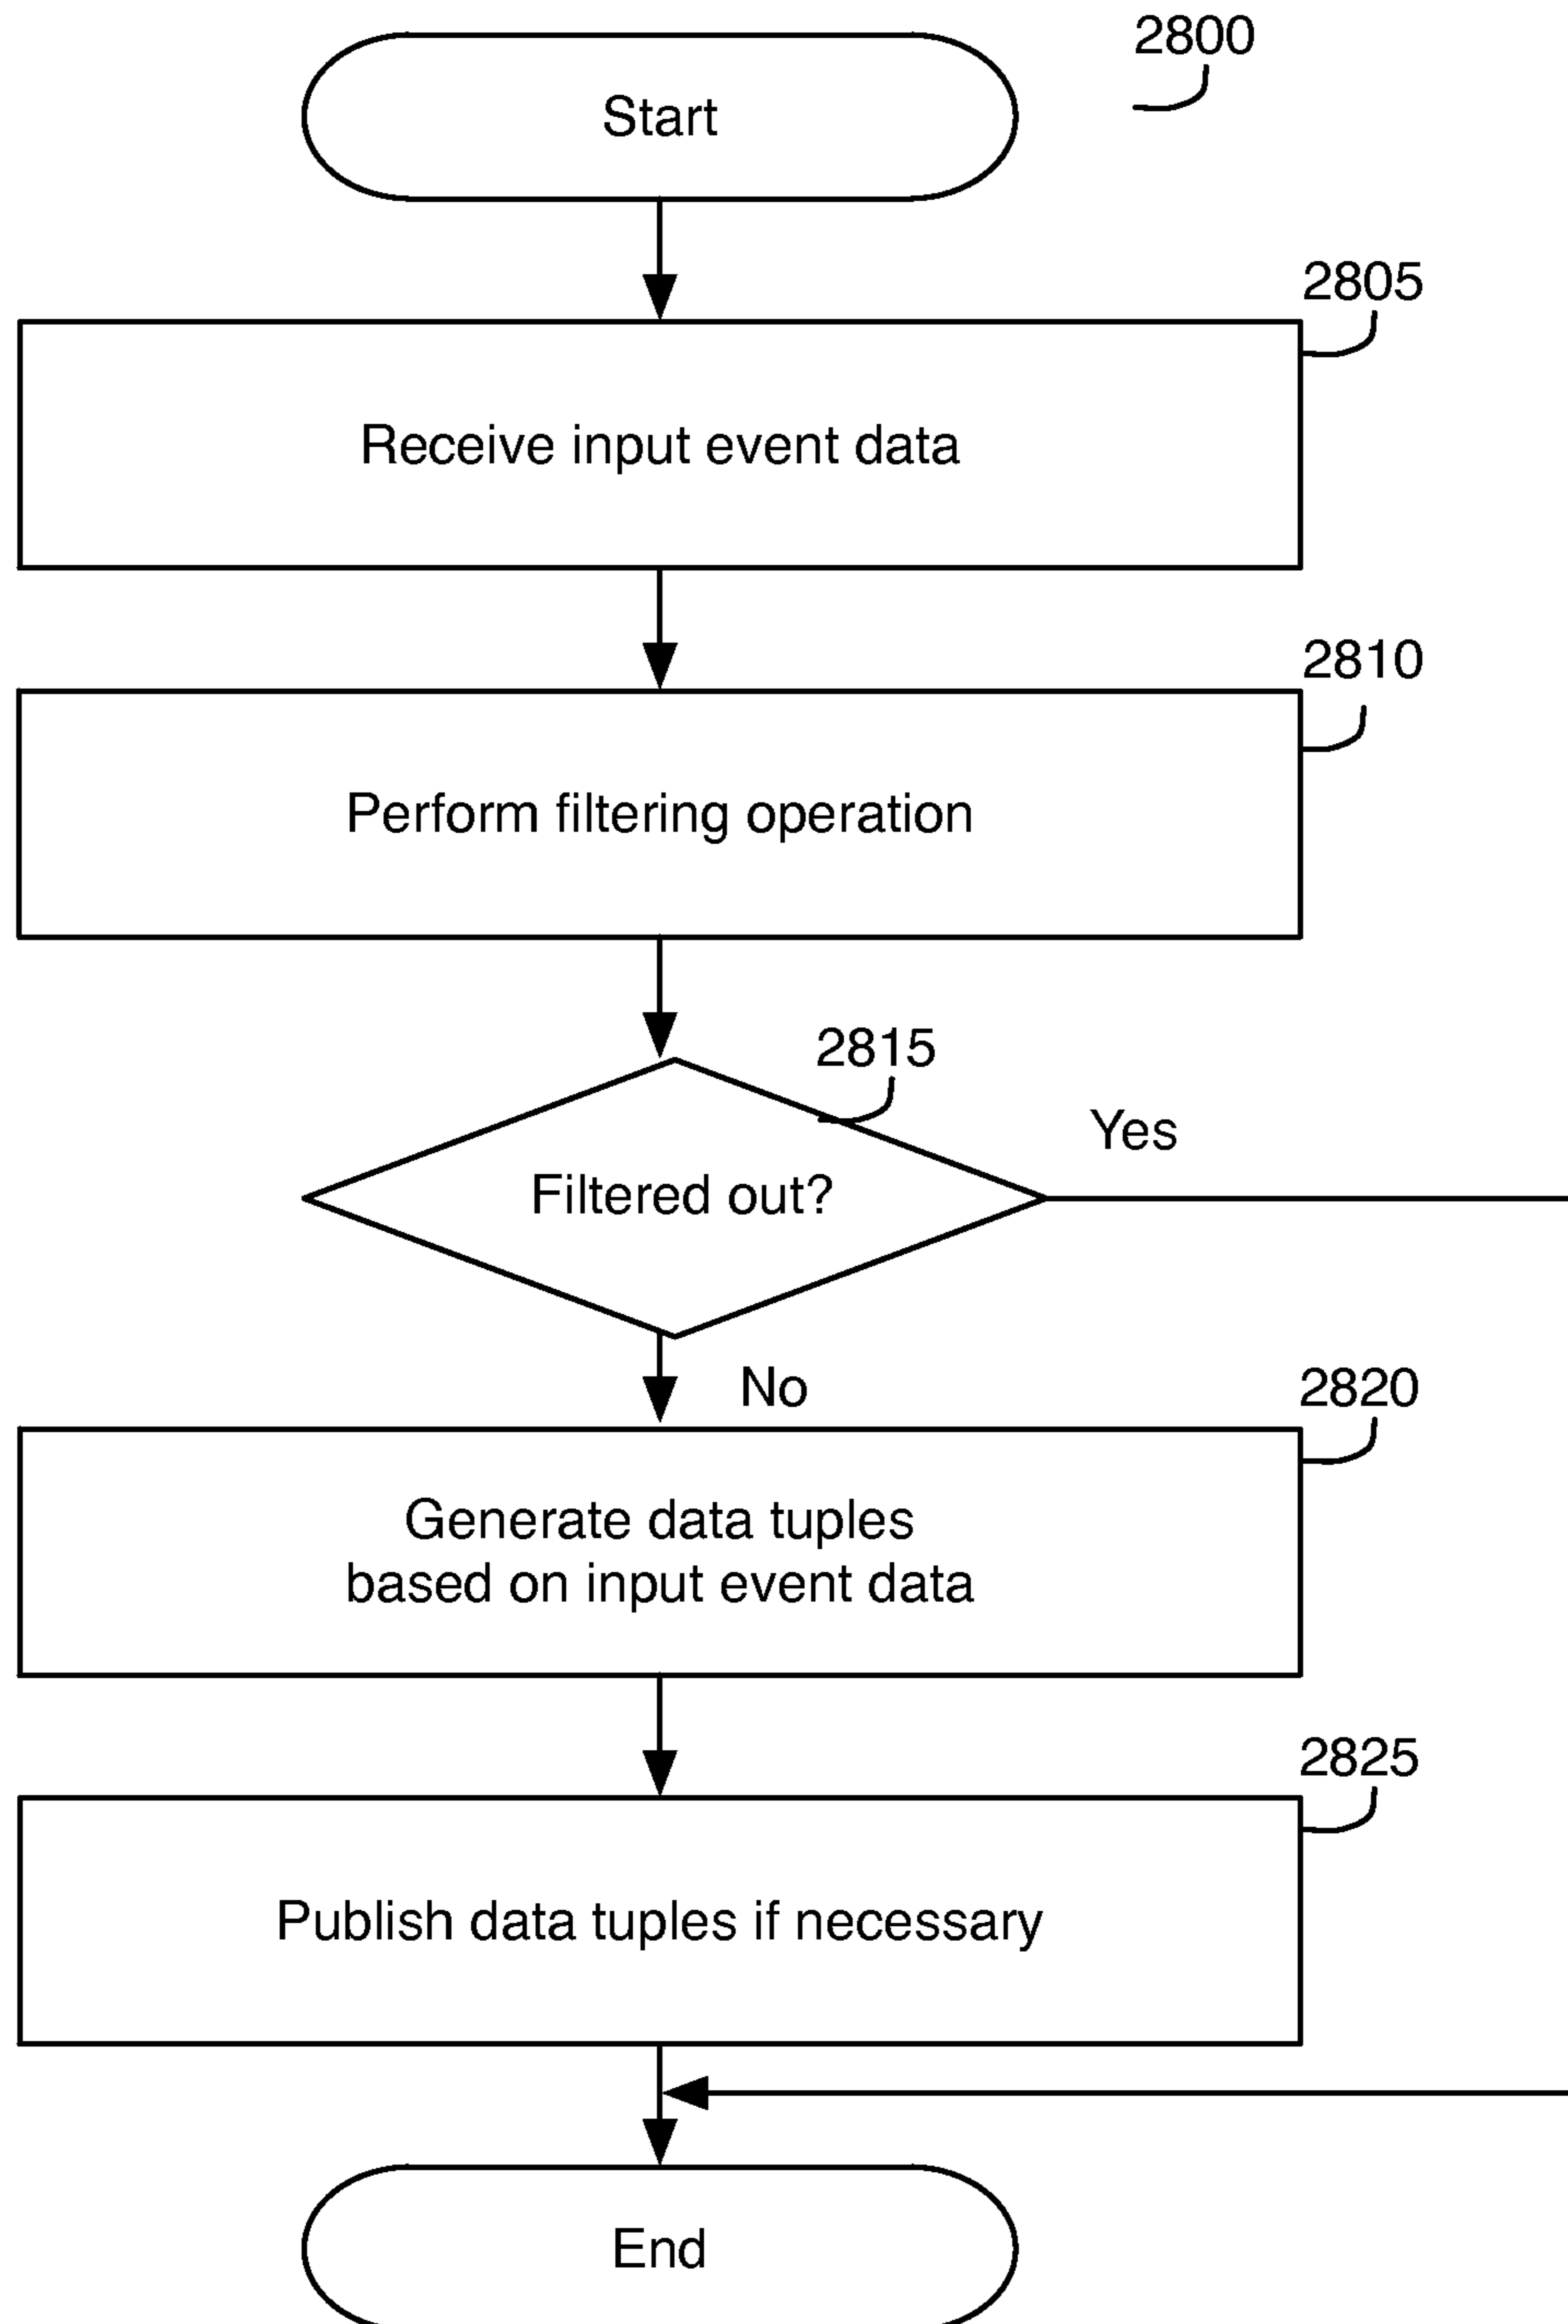 2800
Start
2805
Receive input event data
2810
Perform filtering operation
2815
Yes
Filtered out?
No
2820
Generate data tuples
based on input event data
2825
Publish data tuples if necessary
End